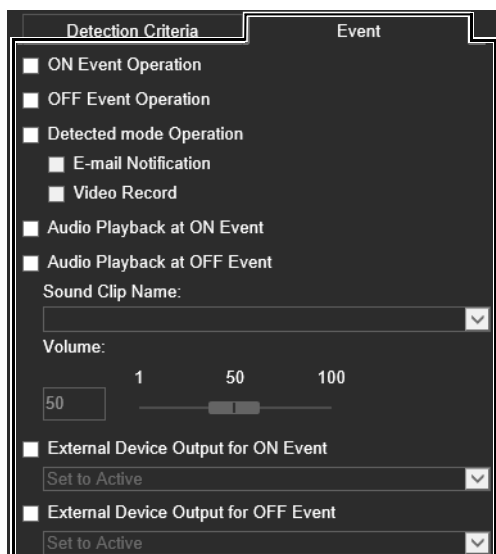 Detection Criteria Event
ON Event Operation
OFF Event Operation
Detected mode Operation
E-mail Notification
Video Record
Audio Playback at ON Event
Audio Playback at OFF Event
Sound Clip Name:
Volume:
1 50 100
50
External Device Output for ON Event
Set to Active
External Device Output for OFF Event
Set to Active